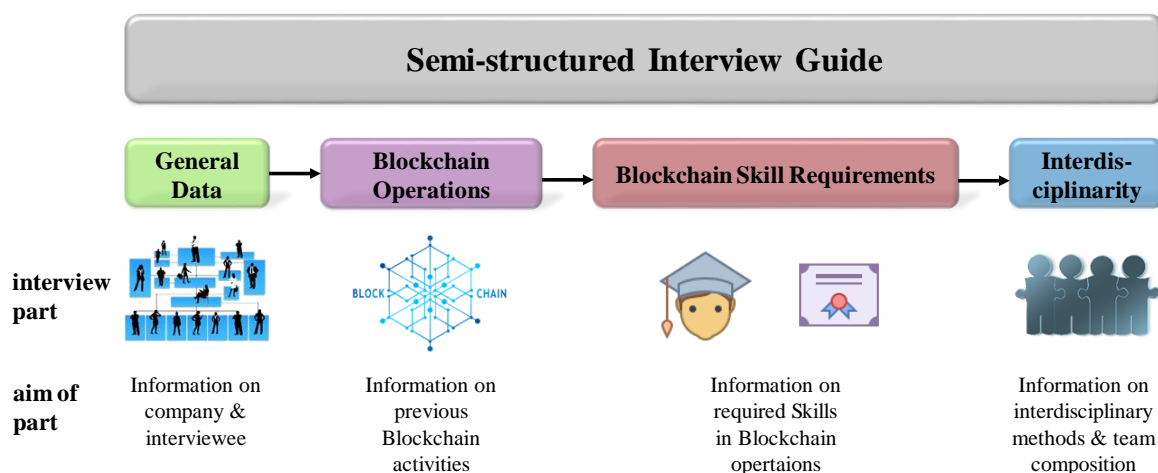 Semi-structured Interview Guide
General
Data
Blockchain
Operations
Blockchain Skill Requirements
Interdis-
ciplinarity
interview
part
BLOCK
CHAIN
aim of
part
Information on
company &
interviewee
Information on
previous
Blockchain
activities
Information on
required Skills
in Blockchain
opertaions
Information on
interdisciplinary
methods & team
composition